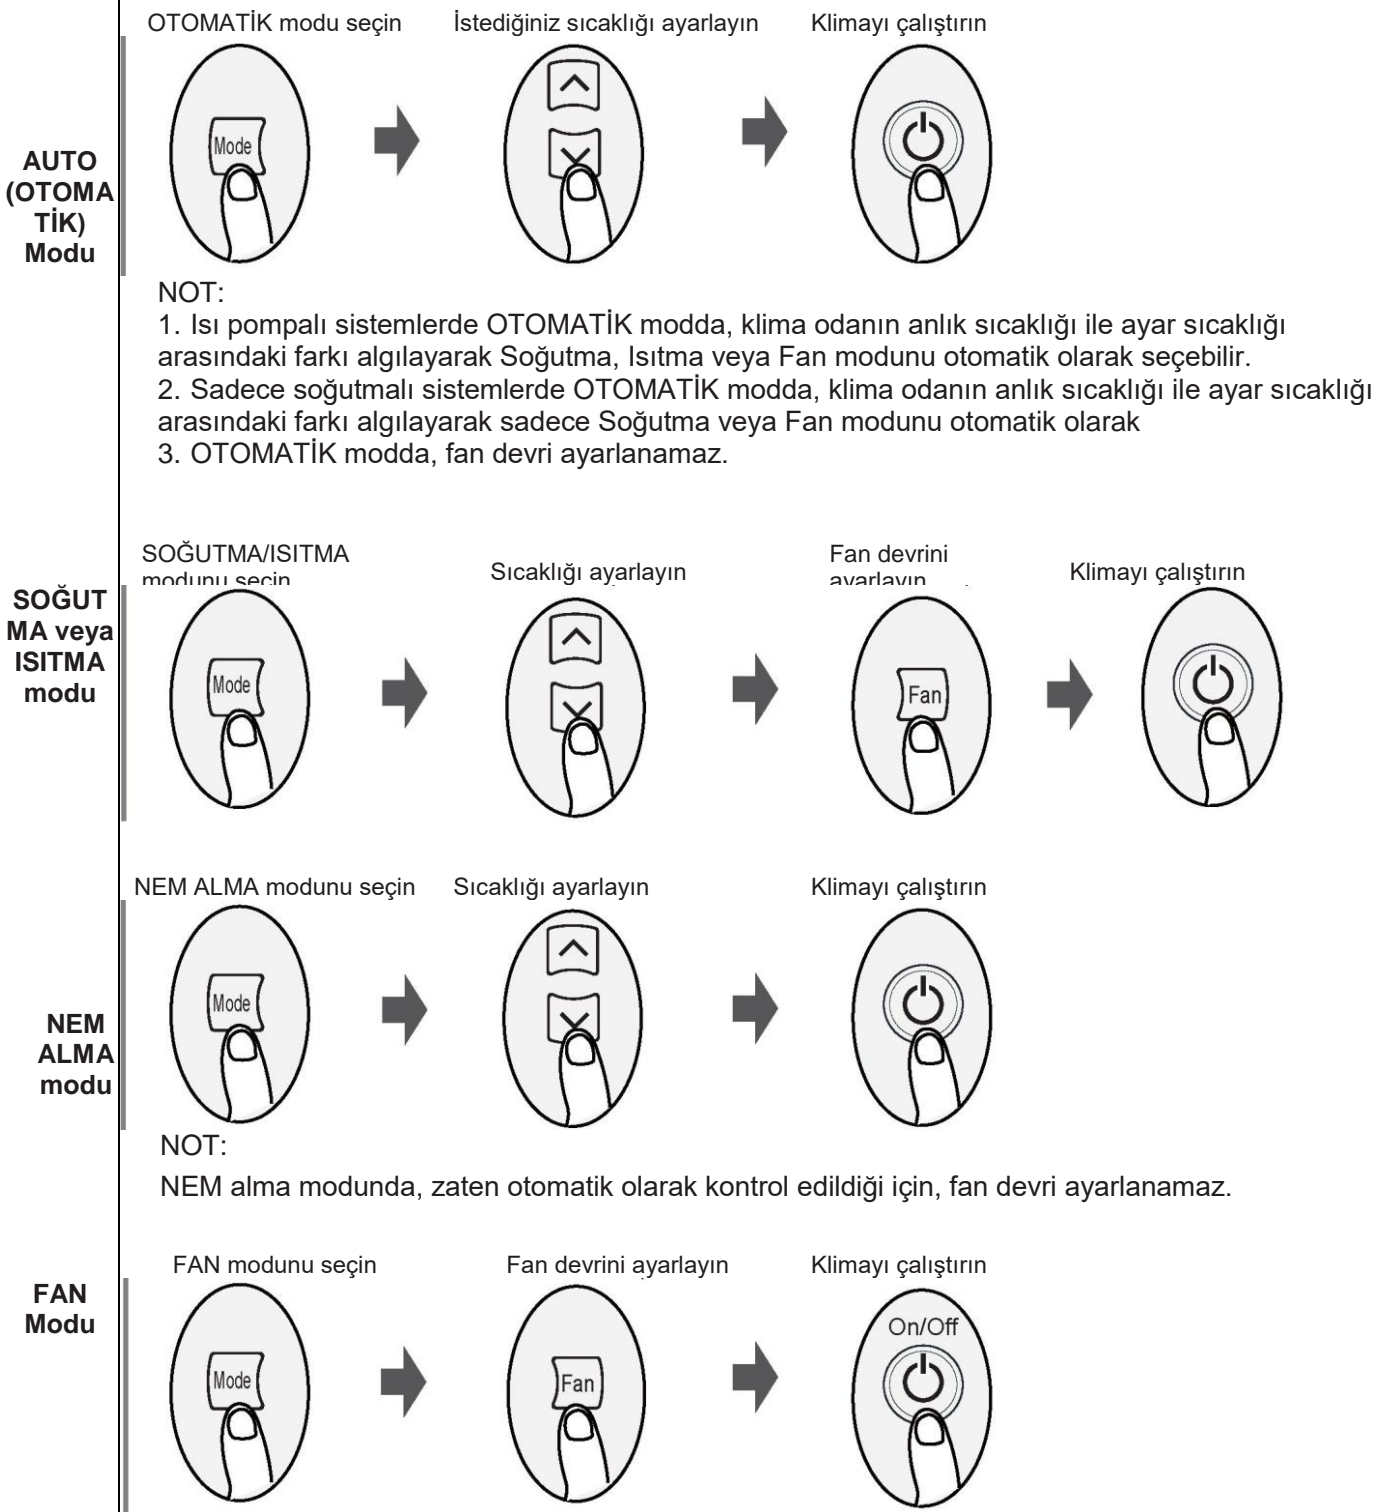 OTOMATİK modu seçin
İstediğiniz sıcaklığı ayarlayın
Klimayı çalıştırın
AUTO
(OTOMA
TİK)
Modu
Mode
NOT:
1. Isı pompalı sistemlerde OTOMATİK modda, klima odanın anlık sıcaklığı ile ayar sıcaklığı
arasındaki farkı algılayarak Soğutma, Isıtma veya Fan modunu otomatik olarak seçebilir.
2. Sadece soğutmalı sistemlerde OTOMATİK modda, klima odanın anlık sıcaklığı ile ayar sıcaklığı
arasındaki farkı algılayarak sadece Soğutma veya Fan modunu otomatik olarak
3. OTOMATİK modda, fan devri ayarlanamaz.
SOĞUT
MA veya
ISITMA
modu
SOĞUTMA/ISITMA
modunu seçin
Sıcaklığı ayarlayın
Fan devrini
ayarlayın
Klimayı çalıştırın
Mode
Fan
NEM
ALMA
modu
NEM ALMA modunu seçin
Sıcaklığı ayarlayın
Klimayı çalıştırın
Mode
NOT:
NEM alma modunda, zaten otomatik olarak kontrol edildiği için, fan devri ayarlanamaz.
FAN
Modu
FAN modunu seçin
Fan devrini ayarlayın
Klimayı çalıştırın
Mode
Fan
On/Off